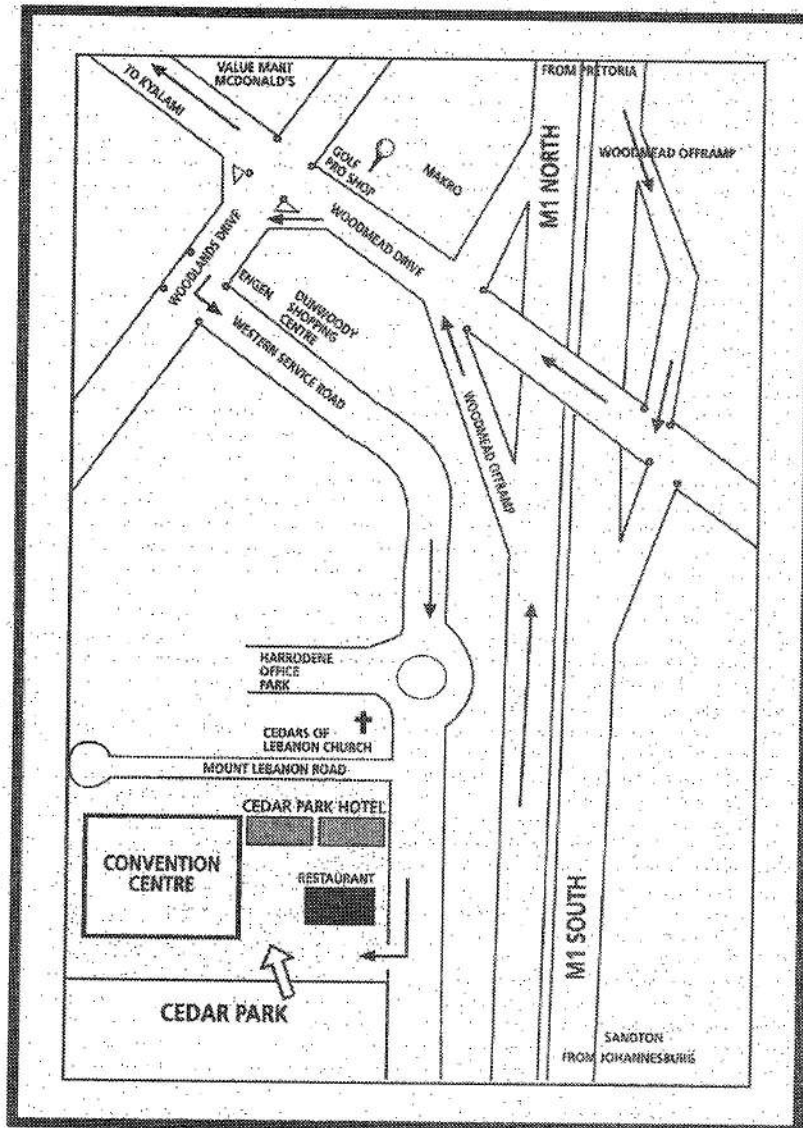 VALUE MART
MCDONALD'S
FROM PRETORIA
TO KYALAMI
GOLF
PRO SHOP
MAKRO
M1 NORTH
WOODMEAD OFFRAMP
WOODLANDS DRIVE
WOODMEAD DRIVE
ENGEN
DUNWOODY
SHOPPING
CENTRE
WESTERN SERVICE ROAD
WOODMEAD OFFRAMP
HARRODENE
OFFICE
PARK
CEDARS OF
LEBANON CHURCH
MOUNT LEBANON ROAD
CEDAR PARK HOTEL
CONVENTION
CENTRE
RESTAURANT
M1 SOUTH
CEDAR PARK
SANDTON
FROM JOHANNESBURG